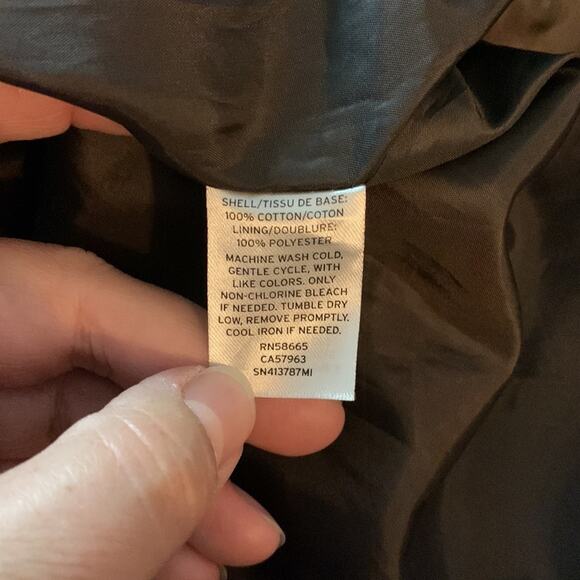 SHELL/TISSU DE BASE:
100% COTTON/COTON
LINING/DOUBLURE:
100% POLYESTER
MACHINE WASH COLD,
GENTLE CYCLE, WITH
LIKE COLORS. ONLY
NON-CHLORINE BLEACH
IF NEEDED. TUMBLE DRY
LOW, REMOVE PROMPTLY.
COOL IRON IF NEEDED.
RN58665
CA57963
SN413787MI